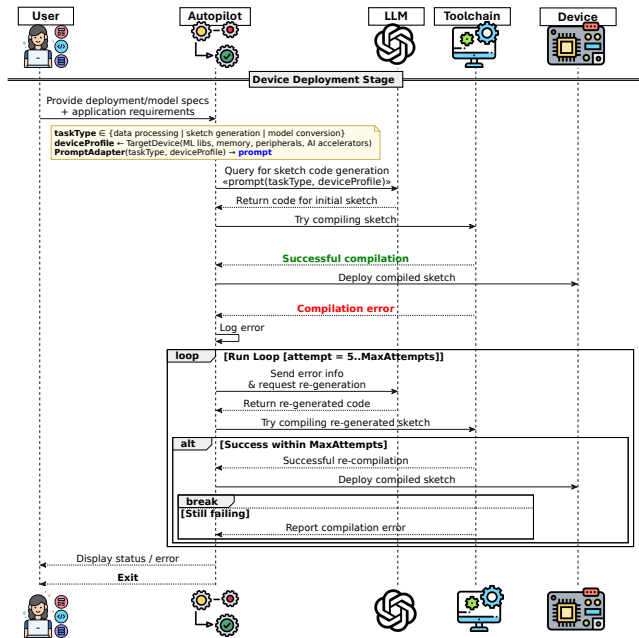 User
Autopilot
LLM
Toolchain
Device
Device Deployment Stage
Provide deployment/model specs
+ application requirements
taskType ∈ {data processing | sketch generation | model conversion}
deviceProfile ← TargetDevice(ML libs, memory, peripherals, AI accelerators)
PromptAdapter(taskType, deviceProfile) → prompt
Query for sketch code generation
«prompt(taskType, deviceProfile)»
Return code for initial sketch
Try compiling sketch
Successful compilation
Deploy compiled sketch
Compilation error
Log error
loop
[Run Loop [attempt = 5..MaxAttempts]]
Send error info
& request re-generation
Return re-generated code
Try compiling re-generated sketch
alt
[Success within MaxAttempts]
Successful re-compilation
Deploy compiled sketch
break
[Still failing]
Report compilation error
Display status / error
Exit